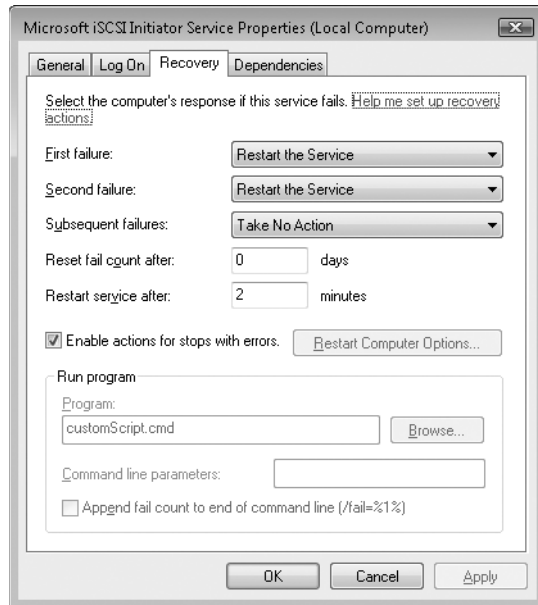 Microsoft iSCSI Initiator Service Properties (Local Computer)
General Log On Recovery Dependencies
Select the computer's response if this service fails. Help me set up recovery
actions.
First failure: Restart the Service
Second failure: Restart the Service
Subsequent failures: Take No Action
Reset fail count after: 0 days
Restart service after: 2 minutes
Enable actions for stops with errors. Restart Computer Options...
Run program
Program:
customScript.cmd Browse...
Command line parameters:
Append fail count to end of command line (/fail=%1%)
OK Cancel Apply